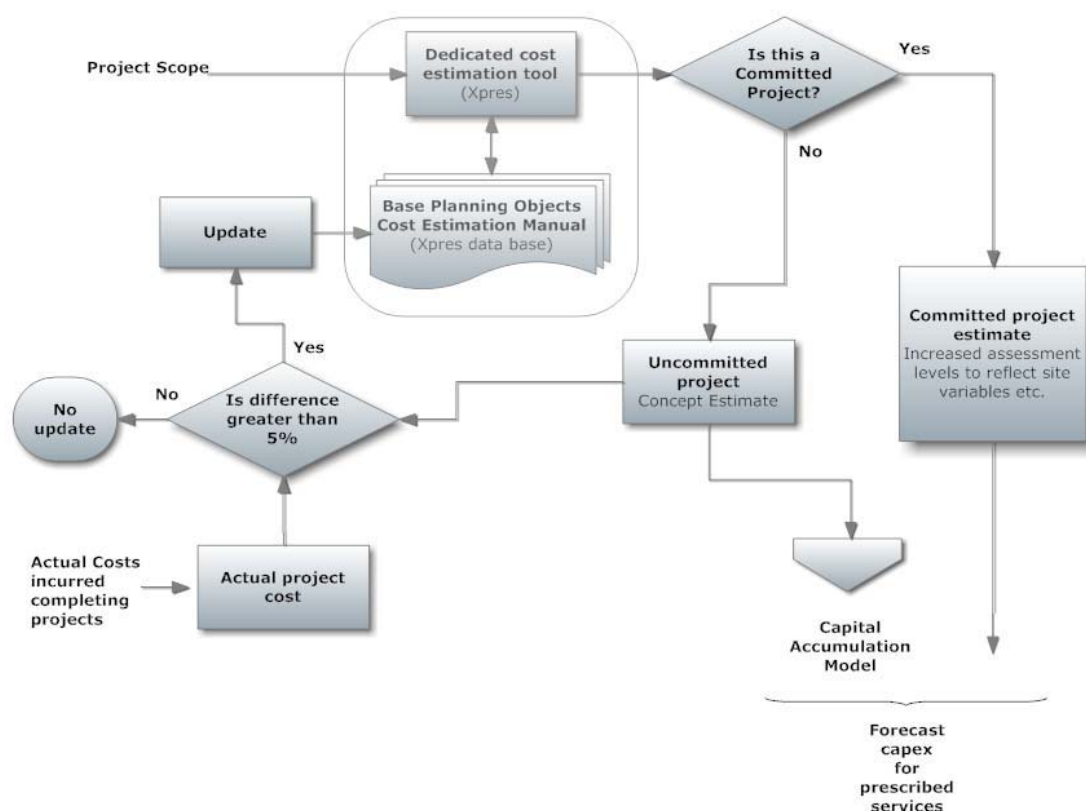 Project Scope
Dedicated cost
estimation tool
(Xpres)
Is this a
Committed
Project?
Yes
No
Base Planning Objects
Cost Estimation Manual
(Xpres data base)
Update
Committed project
estimate
Increased assessment
levels to reflect site
variables etc.
Uncommitted
project
Concept Estimate
Yes
No
Is difference
greater than
5%
No
update
Actual Costs
incurred
completing
projects
Actual project
cost
Capital
Accumulation
Model
Forecast
capex
for
prescribed
services